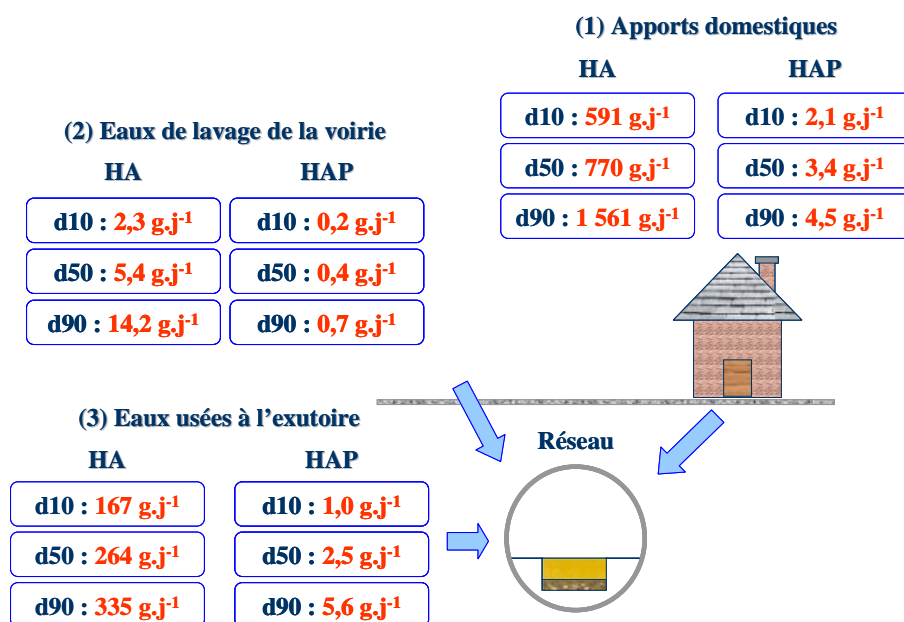 (1) Apports domestiques
HA HAP
d10 : 591 g.j-1 d10 : 2,1 g.j-1
d50 : 770 g.j-1 d50 : 3,4 g.j-1
d90 : 1 561 g.j-1 d90 : 4,5 g.j-1
(2) Eaux de lavage de la voirie
HA HAP
d10 : 2,3 g.j-1 d10 : 0,2 g.j-1
d50 : 5,4 g.j-1 d50 : 0,4 g.j-1
d90 : 14,2 g.j-1 d90 : 0,7 g.j-1
(3) Eaux usées à l’exutoire
HA HAP
d10 : 167 g.j-1 d10 : 1,0 g.j-1
d50 : 264 g.j-1 d50 : 2,5 g.j-1
d90 : 335 g.j-1 d90 : 5,6 g.j-1
Réseau